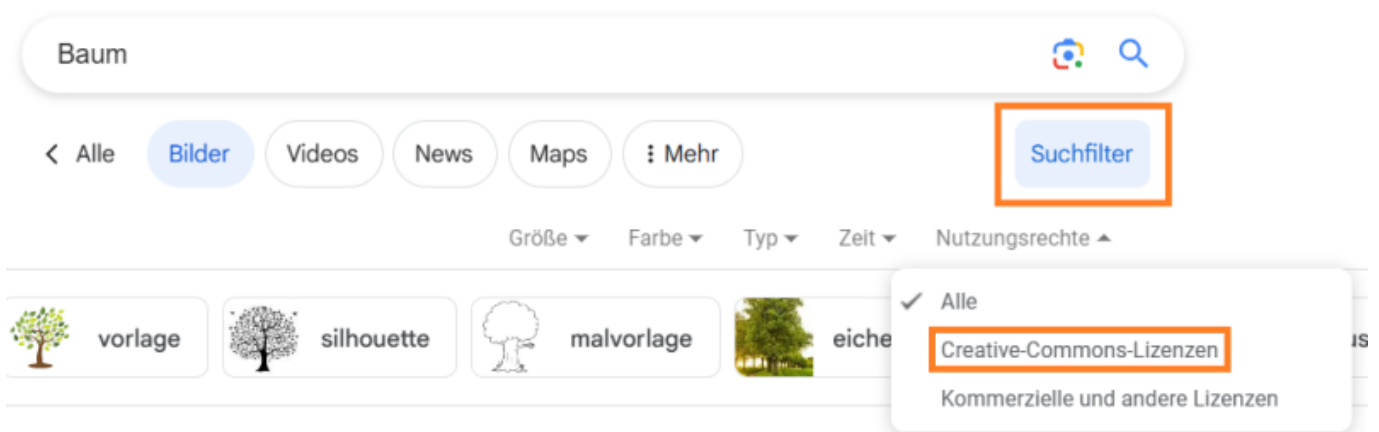 Baum
Alle Bilder Videos News Maps Mehr Suchfilter
Größe Farbe Typ Zeit Nutzungsrechte
Alle
vorlage silhouette malvorlage eiche
Creative-Commons-Lizenzen
Kommerzielle und andere Lizenzen